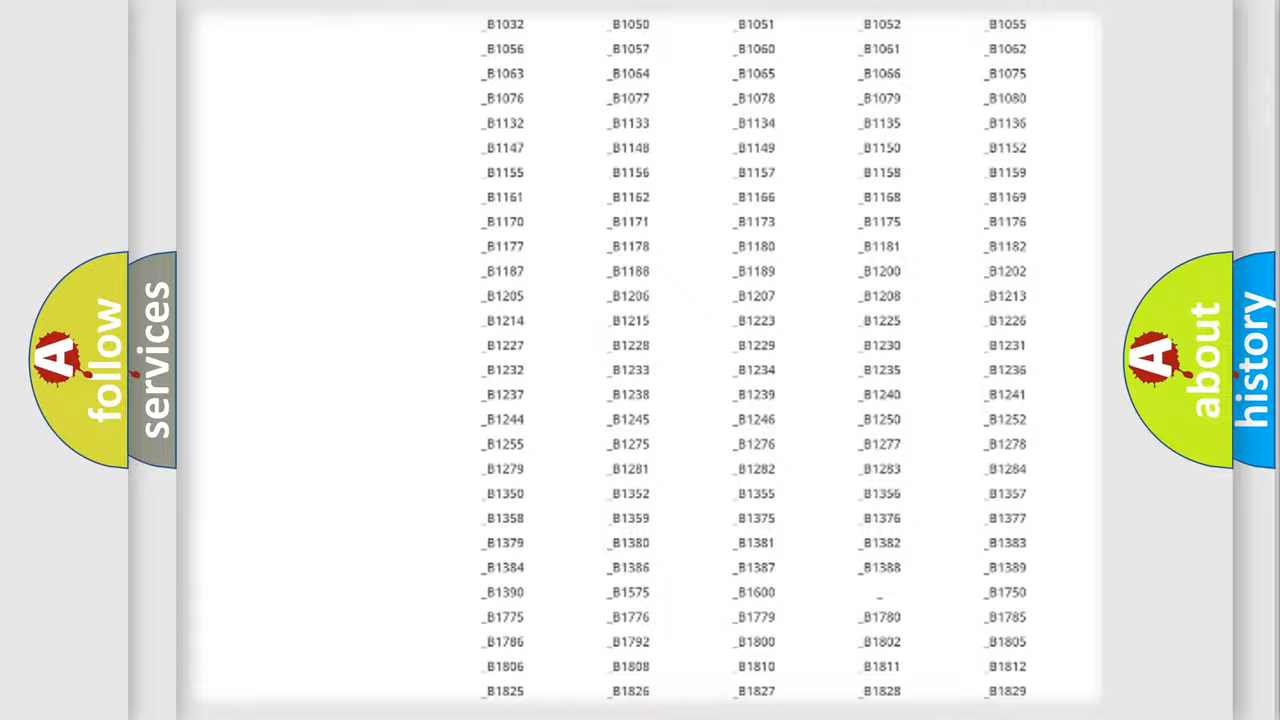 _B1032 _B1050 _B1051 _B1052 _B1055
_B1056 _B1057 _B1060 _B1061 _B1062
_B1063 _B1064 _B1065 _B1066 _B1075
_B1076 _B1077 _B1078 _B1079 _B1080
_B1132 _B1133 _B1134 _B1135 _B1136
_B1147 _B1148 _B1149 _B1150 _B1152
_B1155 _B1156 _B1157 _B1158 _B1159
_B1161 _B1162 _B1166 _B1168 _B1169
_B1170 _B1171 _B1173 _B1175 _B1176
_B1177 _B1178 _B1180 _B1181 _B1182
_B1187 _B1188 _B1189 _B1200 _B1202
_B1205 _B1206 _B1207 _B1208 _B1213
_B1214 _B1215 _B1223 _B1225 _B1226
_B1227 _B1228 _B1229 _B1230 _B1231
_B1232 _B1233 _B1234 _B1235 _B1236
_B1237 _B1238 _B1239 _B1240 _B1241
_B1244 _B1245 _B1246 _B1250 _B1252
_B1255 _B1275 _B1276 _B1277 _B1278
_B1279 _B1281 _B1282 _B1283 _B1284
_B1350 _B1352 _B1355 _B1356 _B1357
_B1358 _B1359 _B1375 _B1376 _B1377
_B1379 _B1380 _B1381 _B1382 _B1383
_B1384 _B1386 _B1387 _B1388 _B1389
_B1390 _B1575 _B1600 _ _B1750
_B1775 _B1776 _B1779 _B1780 _B1785
_B1786 _B1792 _B1800 _B1802 _B1805
_B1806 _B1808 _B1810 _B1811 _B1812
_B1825 _B1826 _B1827 _B1828 _B1829
A
follow
services
A
about
history